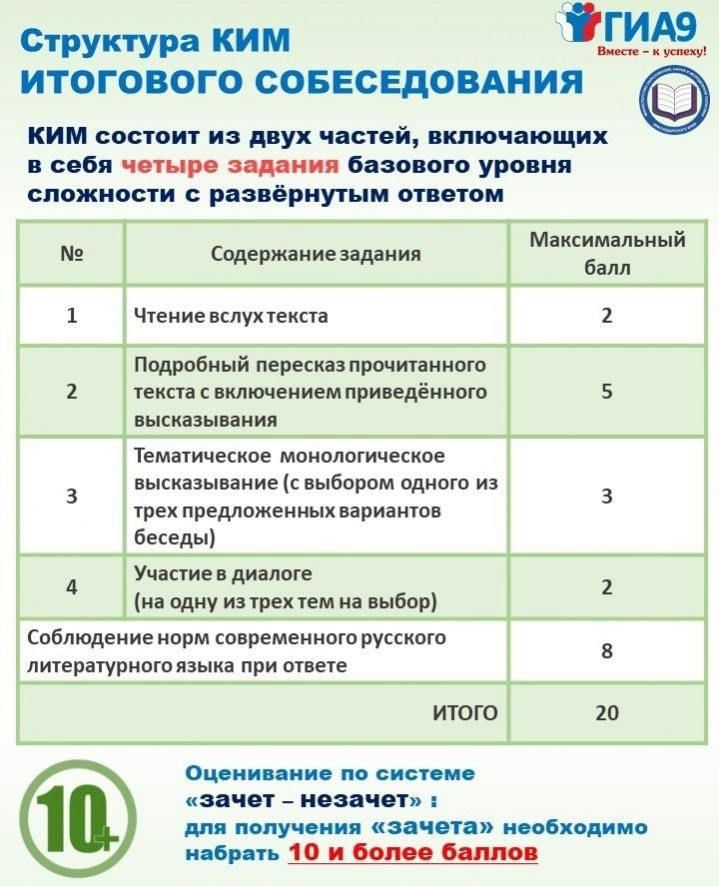 Структура КИМ
ИТОГОВОГО СОБЕСЕДОВАНИЯ
ГИА9
Вместе – к успеху!
КИМ состоит из двух частей, включающих
в себя четыре задания базового уровня
сложности с развёрнутым ответом
№
Содержание задания
Максимальный
балл
1
Чтение вслух текста
2
2
Подробный пересказ прочитанного
текста с включением приведённого
высказывания
5
3
Тематическое монологическое
высказывание (с выбором одного из
трех предложенных вариантов
беседы)
3
4
Участие в диалоге
(на одну из трех тем на выбор)
2
Соблюдение норм современного русского
литературного языка при ответе
8
ИТОГО
20
10+
Оценивание по системе
«зачет – незачет» :
для получения «зачета» необходимо
набрать 10 и более баллов